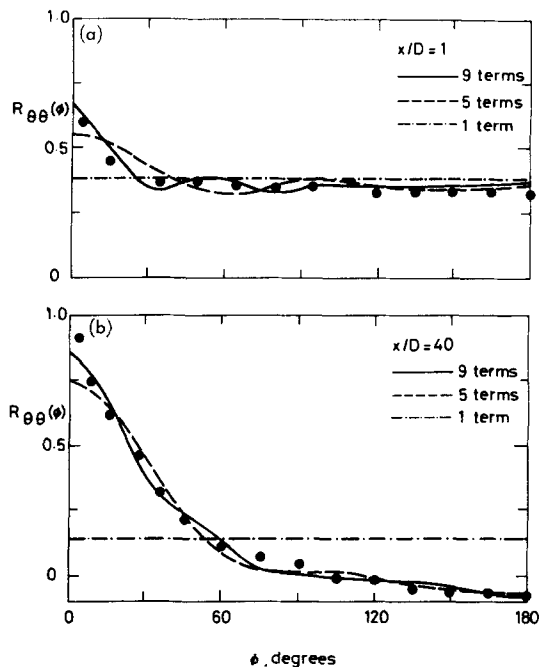 (a)
1.0
x/D = 1
9 terms
5 terms
1 term
Rθθ(ϕ)
0.5
0
(b)
1.0
x/D = 40
9 terms
5 terms
1 term
Rθθ(ϕ)
0.5
0
0 60 120 180
ϕ, degrees